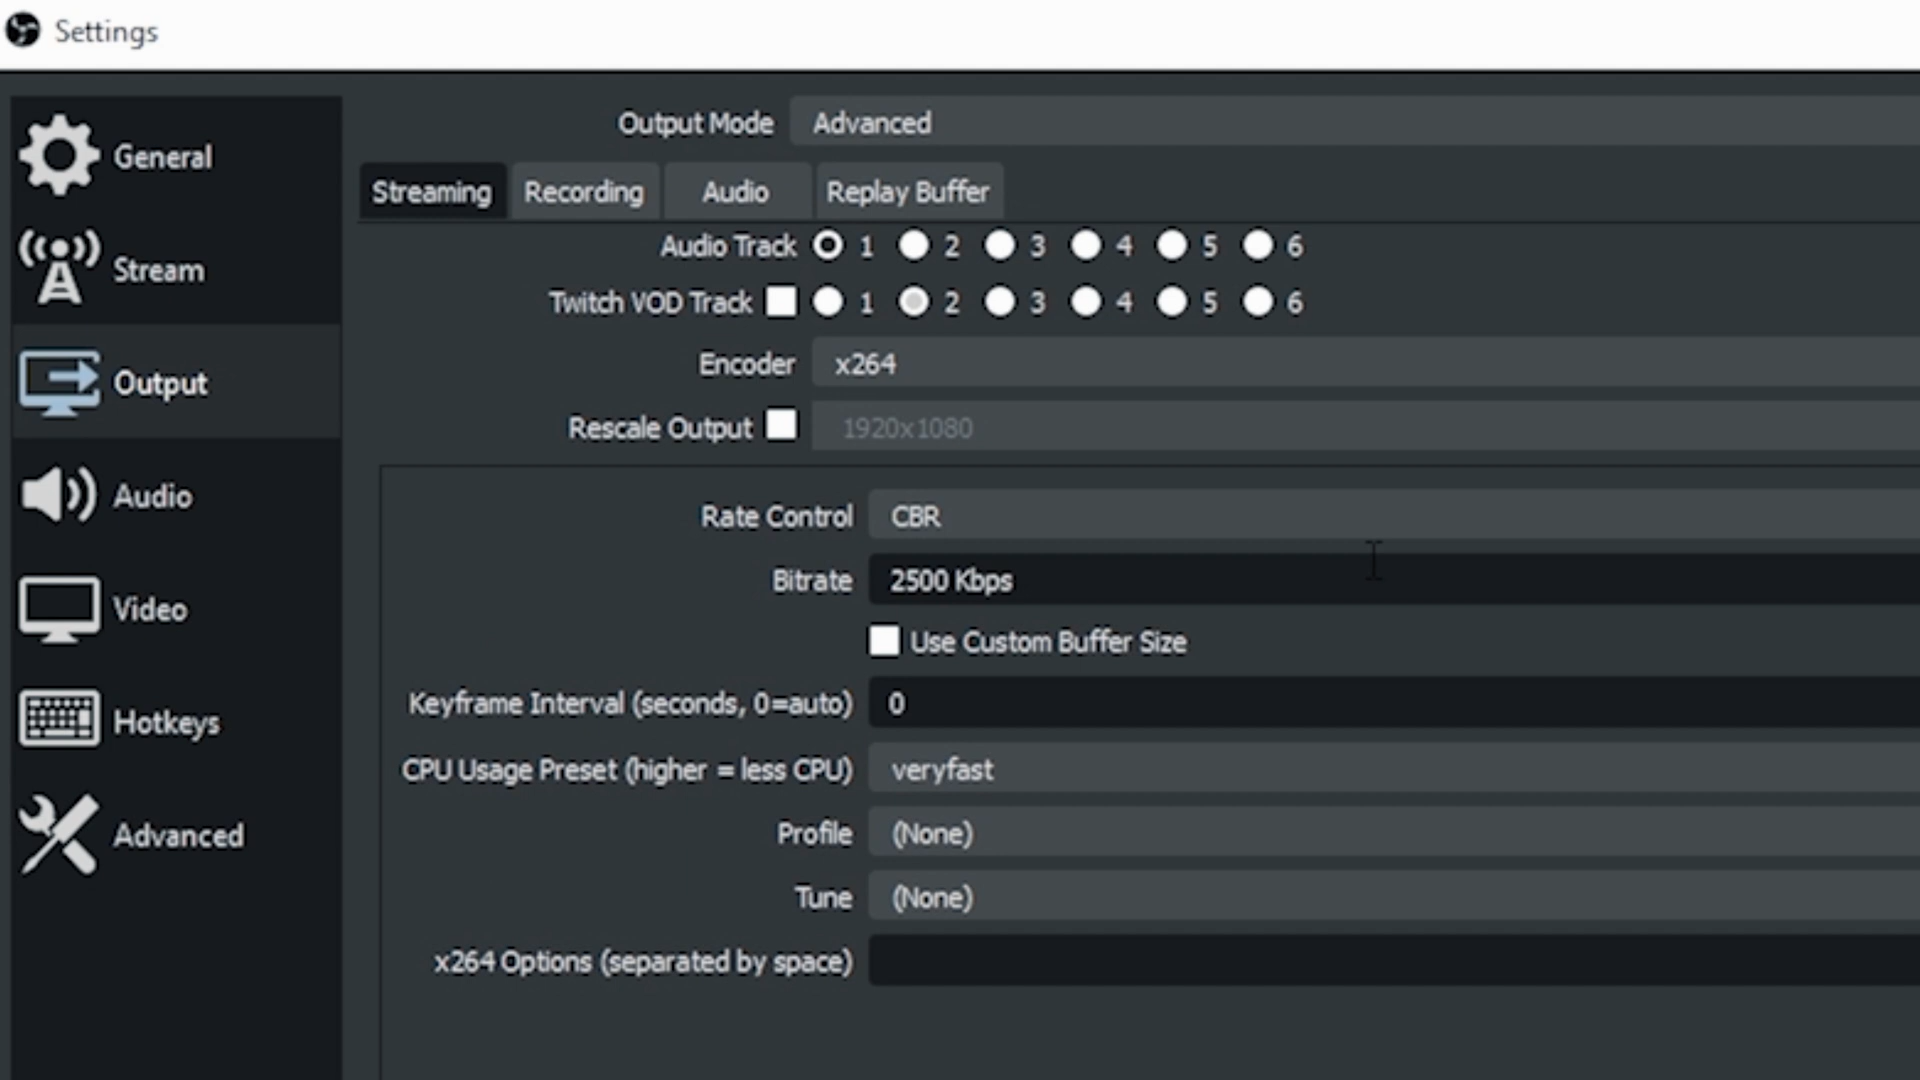 Settings
General
Stream
Output
Audio
Video
Hotkeys
Advanced
Output Mode Advanced
Streaming Recording Audio Replay Buffer
Audio Track 1 2 3 4 5 6
Twitch VOD Track 1 2 3 4 5 6
Encoder x264
Rescale Output 1920x1080
Rate Control CBR
Bitrate 2500 Kbps
Use Custom Buffer Size
Keyframe Interval (seconds, 0=auto) 0
CPU Usage Preset (higher = less CPU) veryfast
Profile (None)
Tune (None)
x264 Options (separated by space)